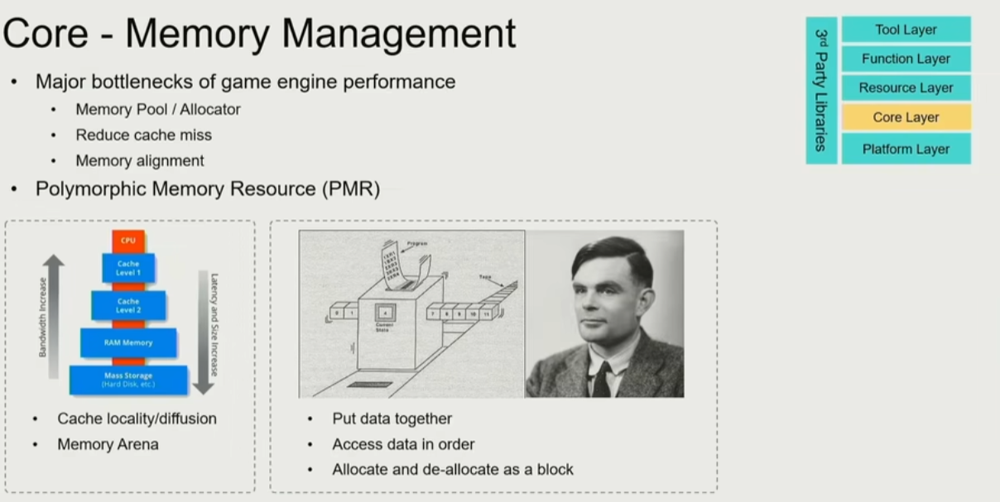 Core - Memory Management
• Major bottlenecks of game engine performance
• Memory Pool / Allocator
• Reduce cache miss
• Memory alignment
• Polymorphic Memory Resource (PMR)
3rd Party Libraries
Tool Layer
Function Layer
Resource Layer
Core Layer
Platform Layer
Bandwidth Increase
CPU
Cache
Level 1
Cache
Level 2
RAM Memory
Mass Storage
(Hard Disk, etc.)
Latency and Size Increase
• Cache locality/diffusion
• Memory Arena
Program
Tape
0 1
7 8 9 10 11
Current
State
• Put data together
• Access data in order
• Allocate and de-allocate as a block